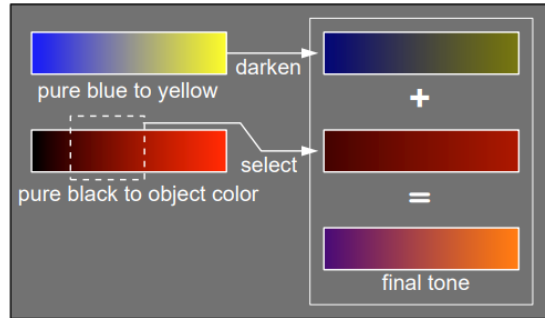 pure blue to yellow
darken
+
select
pure black to object color
=
final tone